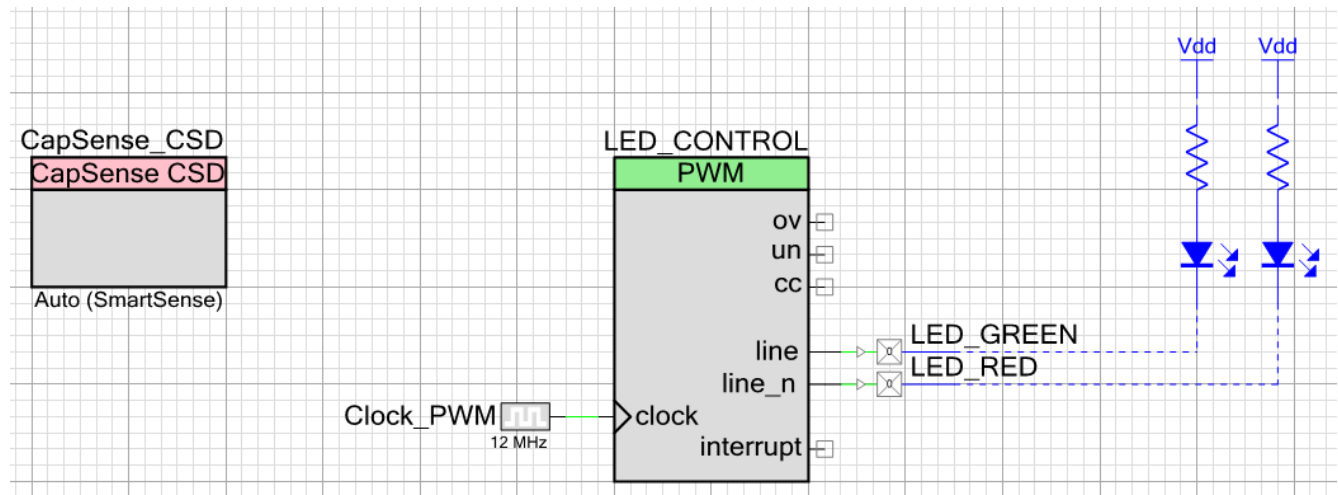 Vdd
Vdd
CapSense_CSD
CapSense CSD
Auto (SmartSense)
LED_CONTROL
PWM
ov
un
cc
line
line_n
LED_GREEN
LED_RED
Clock_PWM
12 MHz
clock
interrupt